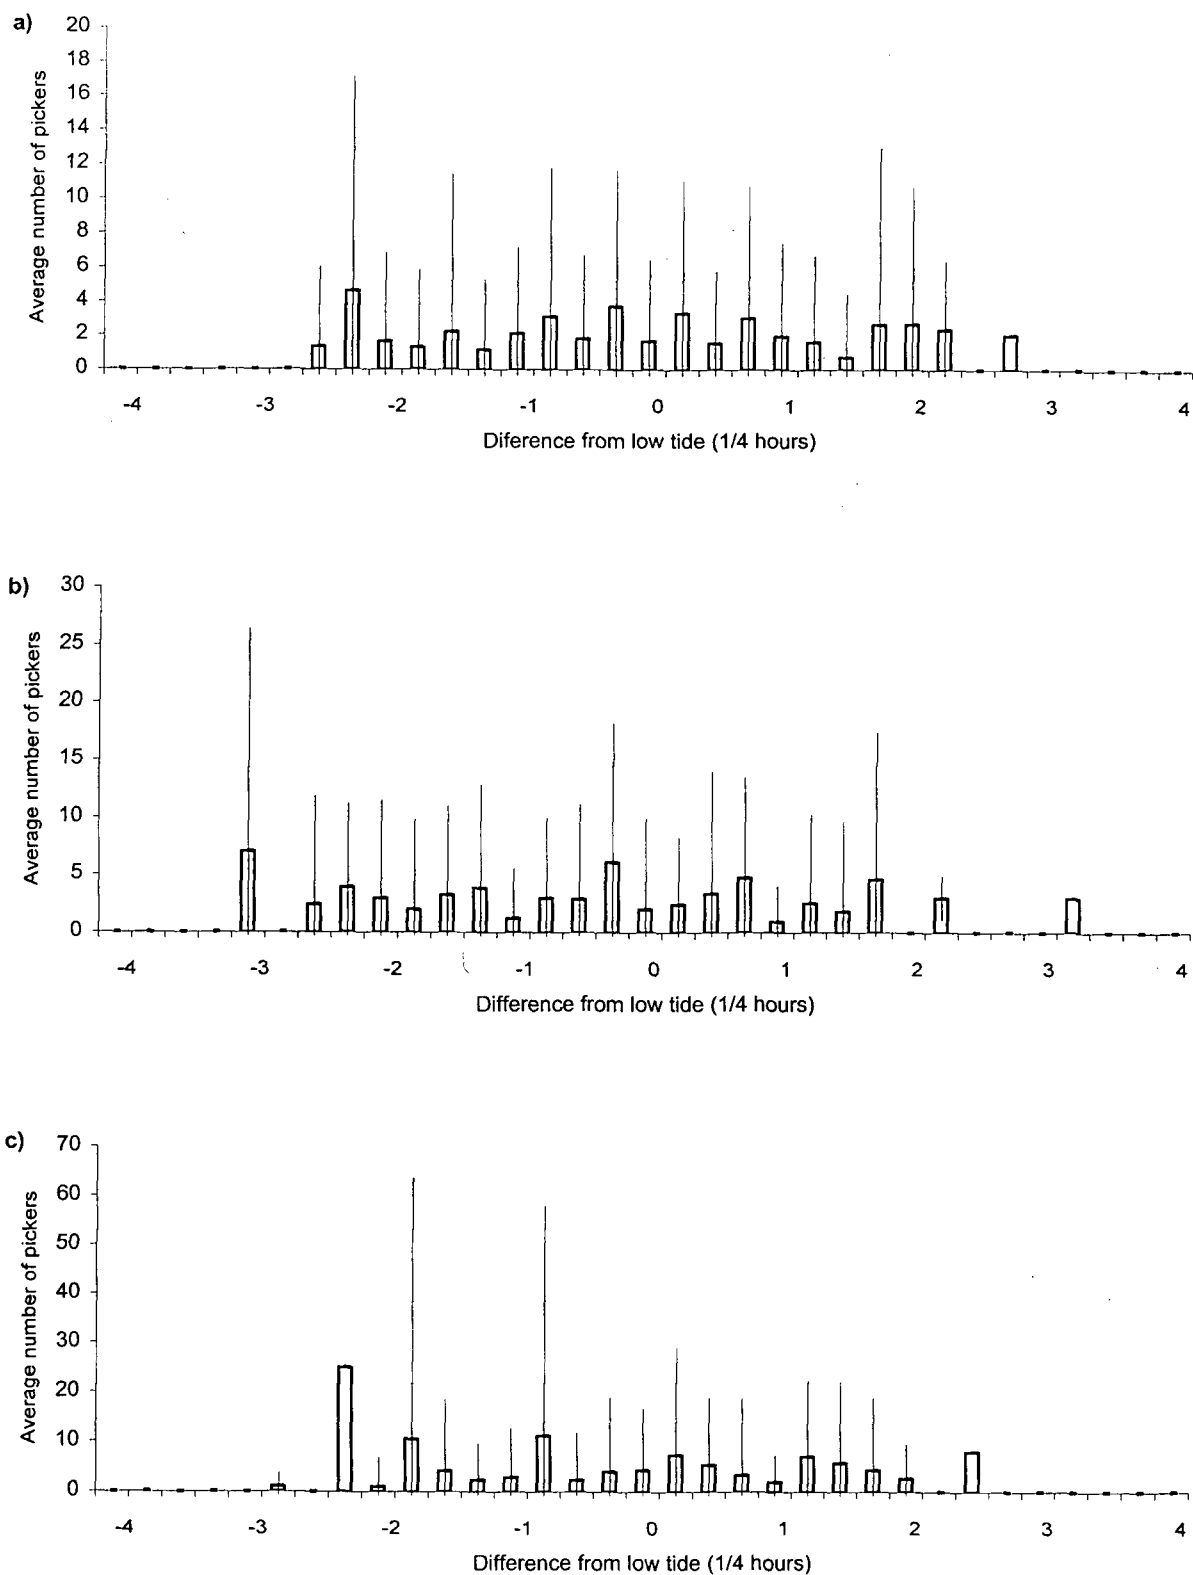 a)
Average number of pickers
20
18
16
14
12
10
8
6
4
2
0
-4 -3 -2 -1 0 1 2 3 4
Diference from low tide (1/4 hours)
b)
Average number of pickers
30
25
20
15
10
5
0
-4 -3 -2 -1 0 1 2 3 4
Difference from low tide (1/4 hours)
c)
Average number of pickers
70
60
50
40
30
20
10
0
-4 -3 -2 -1 0 1 2 3 4
Difference from low tide (1/4 hours)